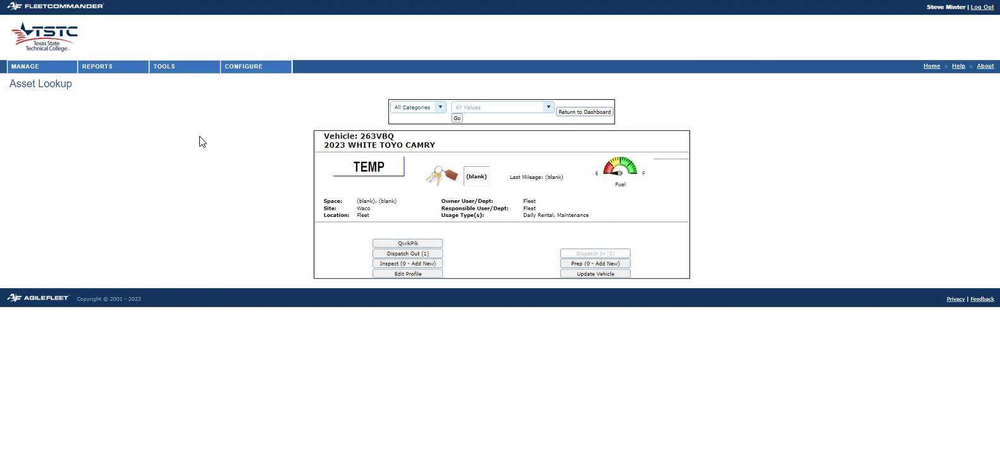 FLEETCOMMANDER
Steve Minter | Log Out
TSTC
Texas State
Technical College
MANAGE REPORTS TOOLS CONFIGURE Home :: Help :: About
Asset Lookup
All Categories All Values Return to Dashboard
Go
Vehicle: 263VBQ
2023 WHITE TOYO CAMRY
TEMP (blank) Last Mileage: (blank) E F
Fuel
Space: (blank), (blank) Owner User/Dept: Fleet
Site: Waco Responsible User/Dept: Fleet
Location: Fleet Usage Type(s): Daily Rental, Maintenance
QwikPik
Dispatch Out (1) Dispatch In (0)
Inspect (0 - Add New) Prep (0 - Add New)
Edit Profile Update Vehicle
AGILEFLEET Copyright © 2001 - 2023 Privacy | Feedback